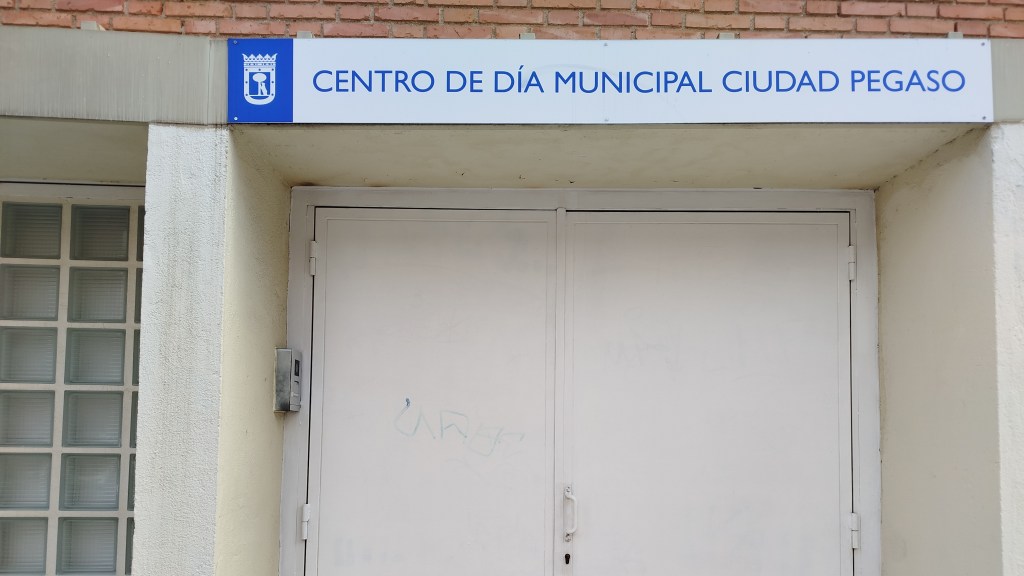 CENTRO DE DÍA MUNICIPAL CIUDAD PEGASO